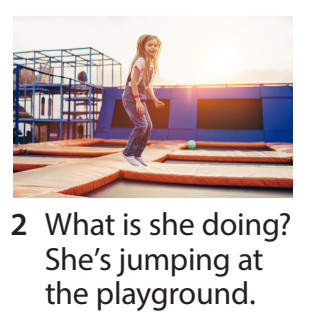 2 What is she doing?
She's jumping at
the playground.